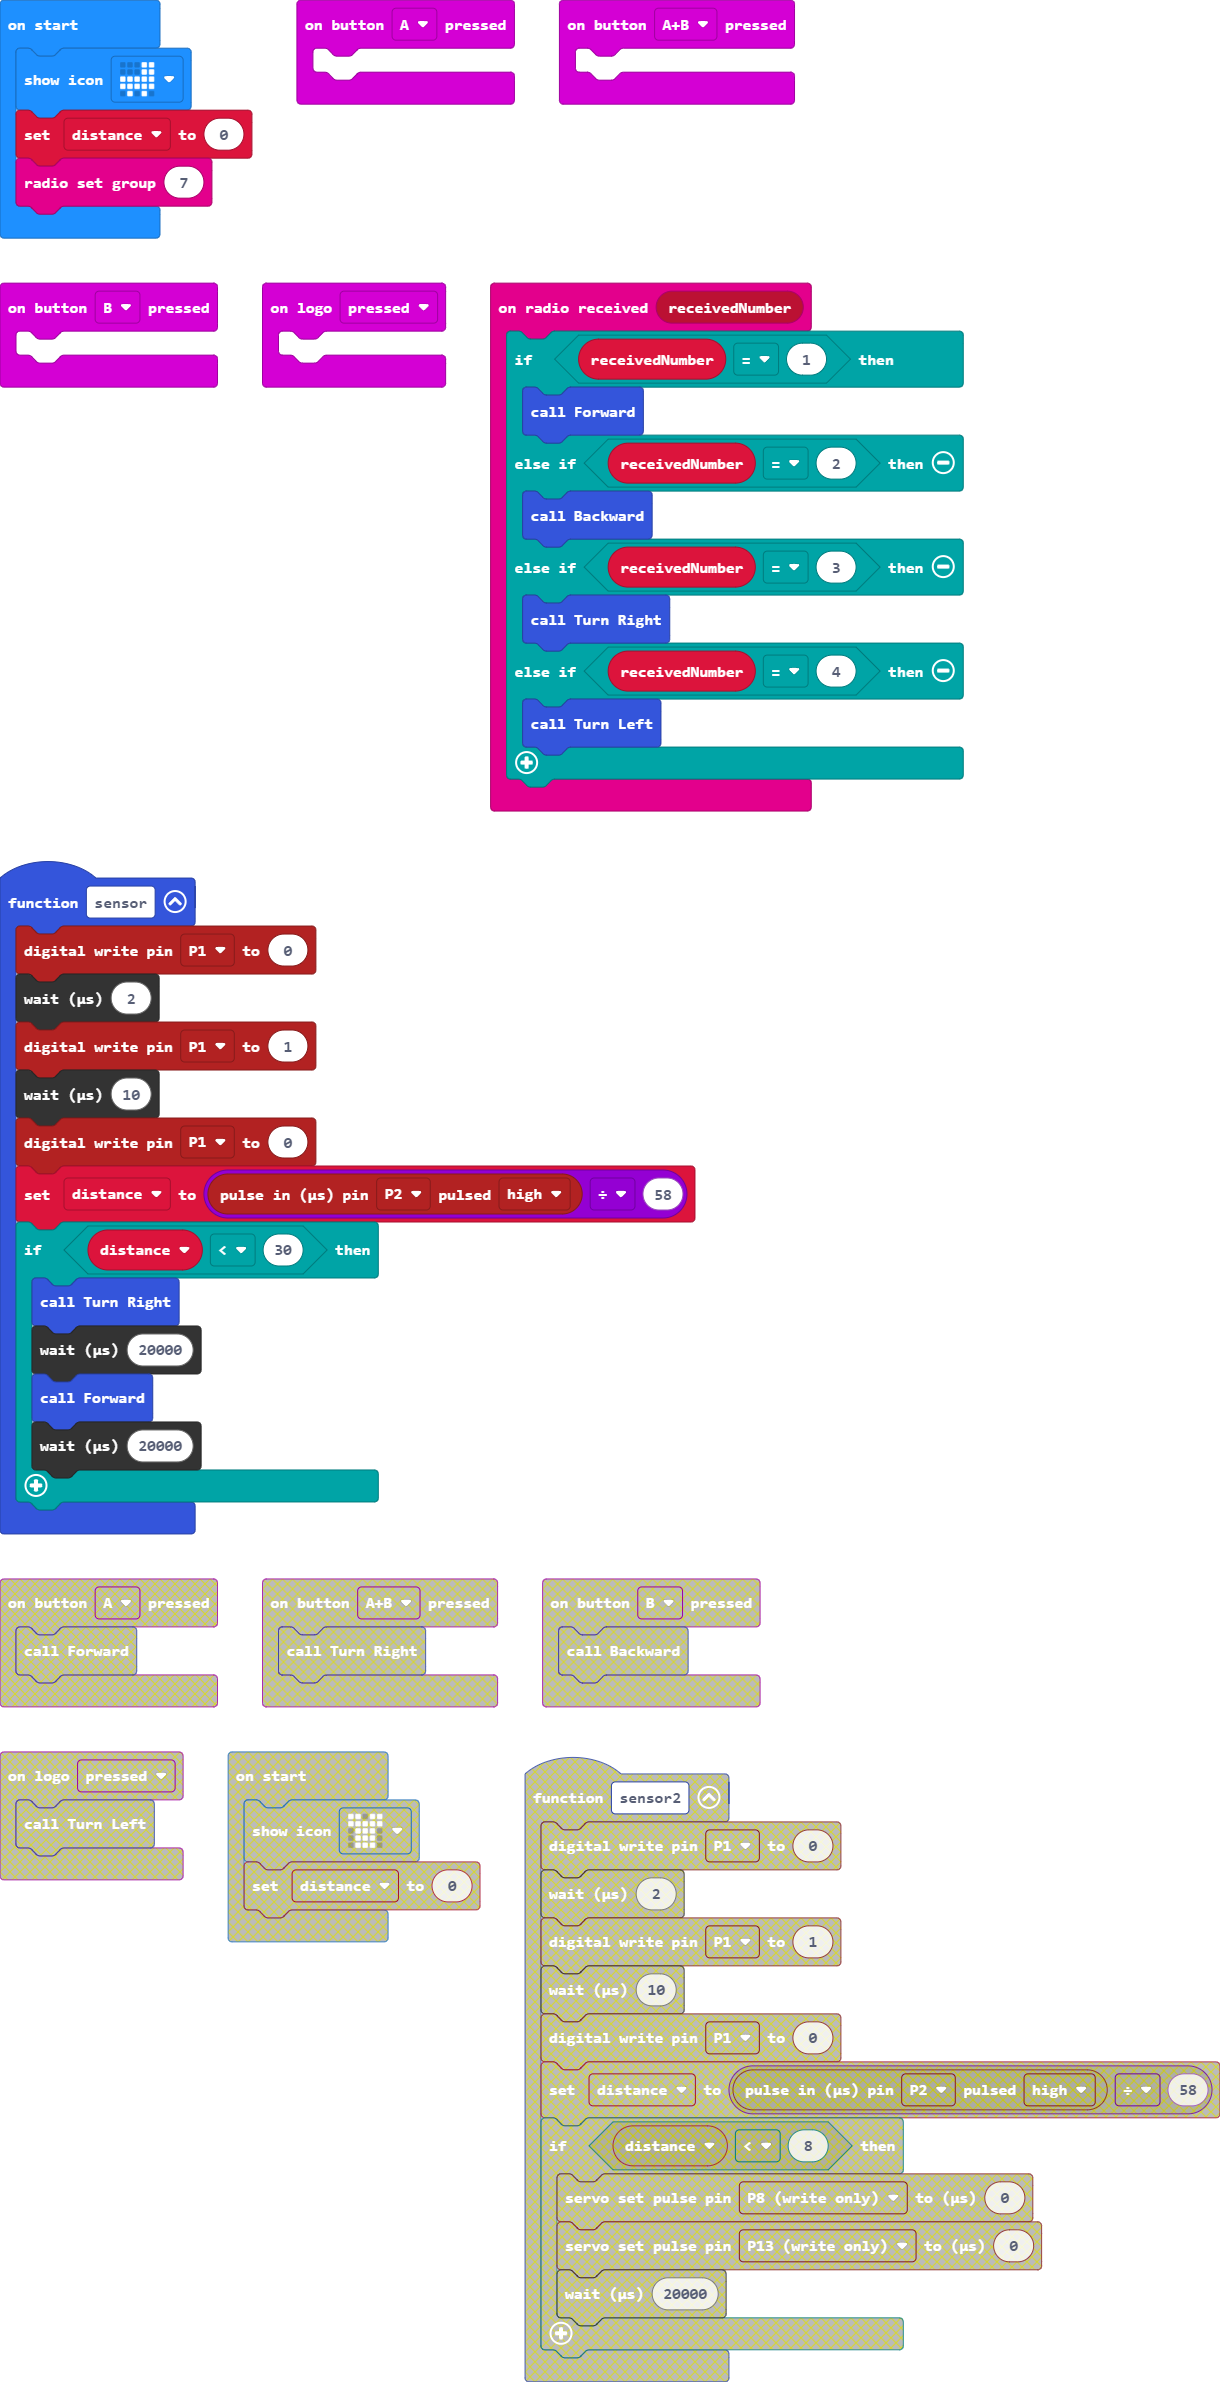 on start
show icon
set distance to 0
radio set group 7
on button A pressed
on button A+B pressed
on button B pressed
on logo pressed
on radio received receivedNumber
if receivedNumber = 1 then
call Forward
else if receivedNumber = 2 then
call Backward
else if receivedNumber = 3 then
call Turn Right
else if receivedNumber = 4 then
call Turn Left
function sensor
digital write pin P1 to 0
wait (µs) 2
digital write pin P1 to 1
wait (µs) 10
digital write pin P1 to 0
set distance to pulse in (µs) pin P2 pulsed high ÷ 58
if distance < 30 then
call Turn Right
wait (µs) 20000
call Forward
wait (µs) 20000
on button A pressed
call Forward
on button A+B pressed
call Turn Right
on button B pressed
call Backward
on logo pressed
call Turn Left
on start
show icon
set distance to 0
function sensor2
digital write pin P1 to 0
wait (µs) 2
digital write pin P1 to 1
wait (µs) 10
digital write pin P1 to 0
set distance to pulse in (µs) pin P2 pulsed high ÷ 58
if distance < 8 then
servo set pulse pin P8 (write only) to (µs) 0
servo set pulse pin P13 (write only) to (µs) 0
wait (µs) 20000